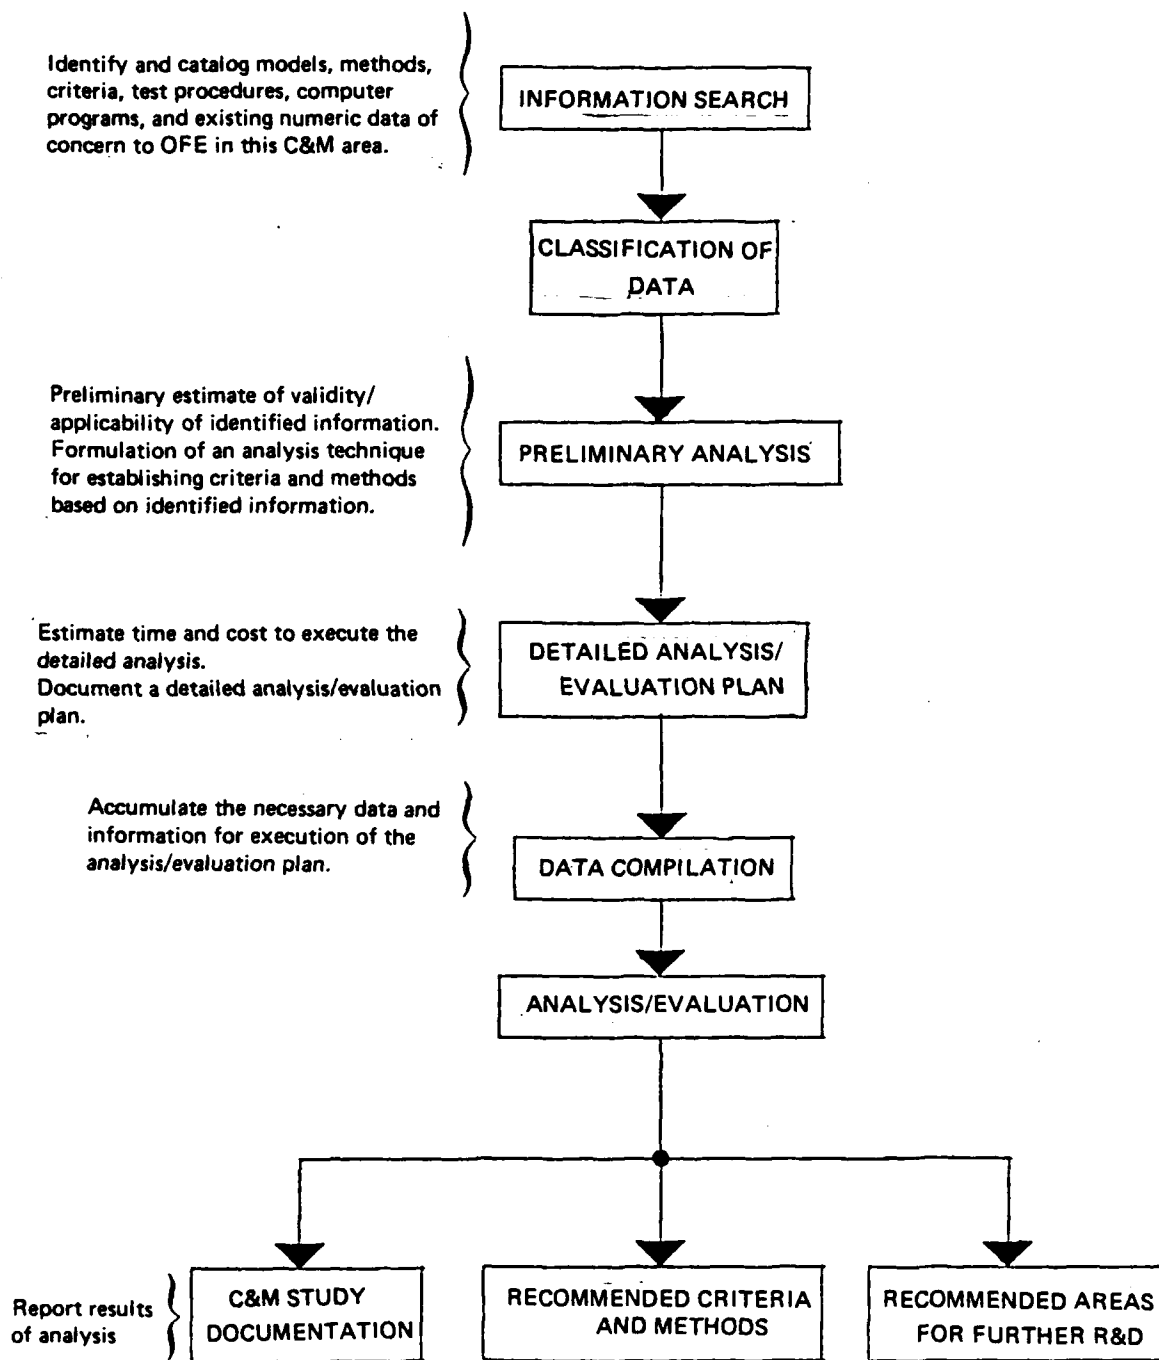 Identify and catalog models, methods,
criteria, test procedures, computer
programs, and existing numeric data of
concern to OFE in this C&M area.
INFORMATION SEARCH
CLASSIFICATION OF
DATA
Preliminary estimate of validity/
applicability of identified information.
Formulation of an analysis technique
for establishing criteria and methods
based on identified information.
PRELIMINARY ANALYSIS
Estimate time and cost to execute the
detailed analysis.
Document a detailed analysis/evaluation
plan.
DETAILED ANALYSIS/
EVALUATION PLAN
Accumulate the necessary data and
information for execution of the
analysis/evaluation plan.
DATA COMPILATION
ANALYSIS/EVALUATION
Report results
of analysis
C&M STUDY
DOCUMENTATION
RECOMMENDED CRITERIA
AND METHODS
RECOMMENDED AREAS
FOR FURTHER R&D